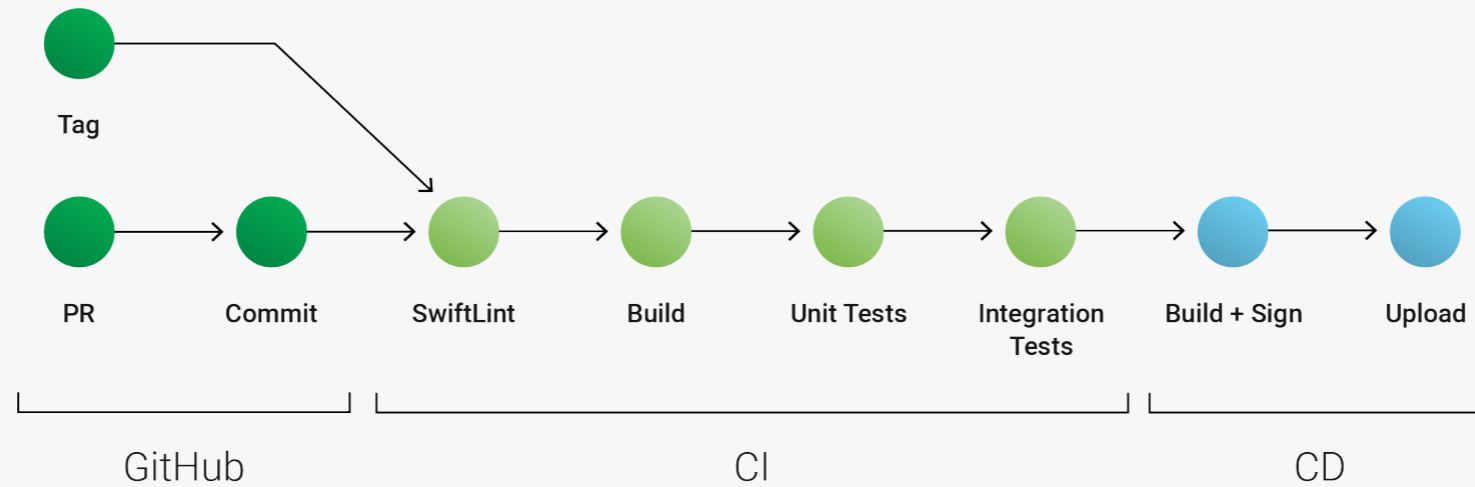 Tag
PR
Commit
SwiftLint
Build
Unit Tests
Integration
Tests
Build + Sign
Upload
GitHub
CI
CD